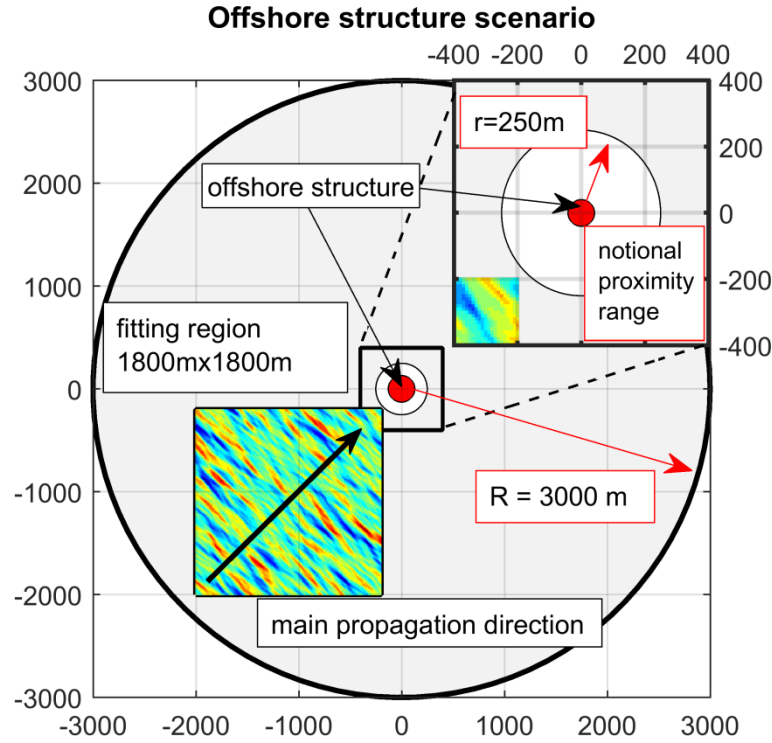 Offshore structure scenario
-400 -200 0 200 400
3000
2000
1000
0
-1000
-2000
-3000
-3000 -2000 -1000 0 1000 2000 3000
400
200
0
-200
-400
r=250m
offshore structure
notional
proximity
range
fitting region
1800mx1800m
R = 3000 m
main propagation direction